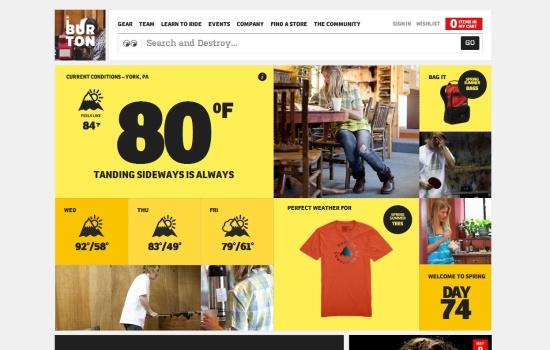 BUR
TON
GEAR TEAM LEARN TO RIDE EVENTS COMPANY FIND A STORE THE COMMUNITY
SIGN IN WISHLIST
0 ITEMS IN MY CART
Search and Destroy...
GO
CURRENT CONDITIONS – YORK, PA
i
FEELS LIKE
84°F
80°F
TANDING SIDEWAYS IS ALWAYS
BAG IT
SPRING
SUMMER
BAGS
WED
92°/58°
THU
83°/49°
FRI
79°/61°
PERFECT WEATHER FOR
SPRING
SUMMER
TEES
WELCOME TO SPRING
DAY
74
MAY